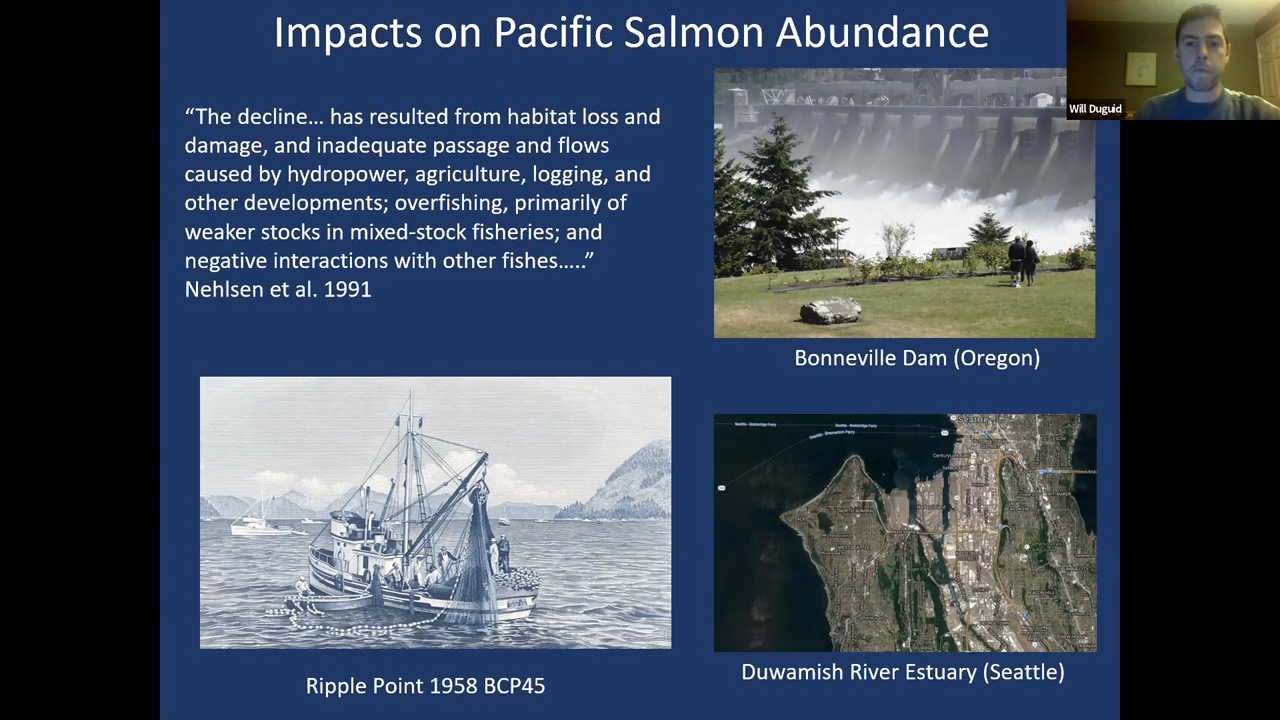 Impacts on Pacific Salmon Abundance
Will Duguid
“The decline… has resulted from habitat loss and
damage, and inadequate passage and flows
caused by hydropower, agriculture, logging, and
other developments; overfishing, primarily of
weaker stocks in mixed-stock fisheries; and
negative interactions with other fishes…..”
Nehlsen et al. 1991
Bonneville Dam (Oregon)
Seattle
NORTH ADMIRAL
Ripple Point 1958 BCP45
Duwamish River Estuary (Seattle)